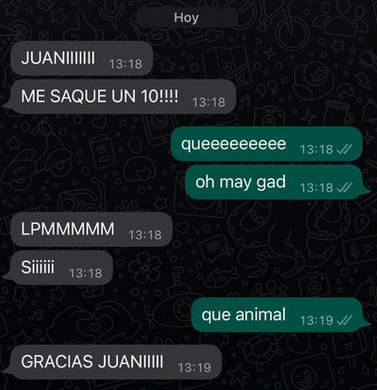 Hoy
JUANIIIIIII 13:18
ME SAQUE UN 10!!!! 13:18
queeeeeeeee 13:18
oh may gad 13:18
LPMMMMM 13:18
Siiiiii 13:18
que animal 13:19
GRACIAS JUANIIIII 13:19